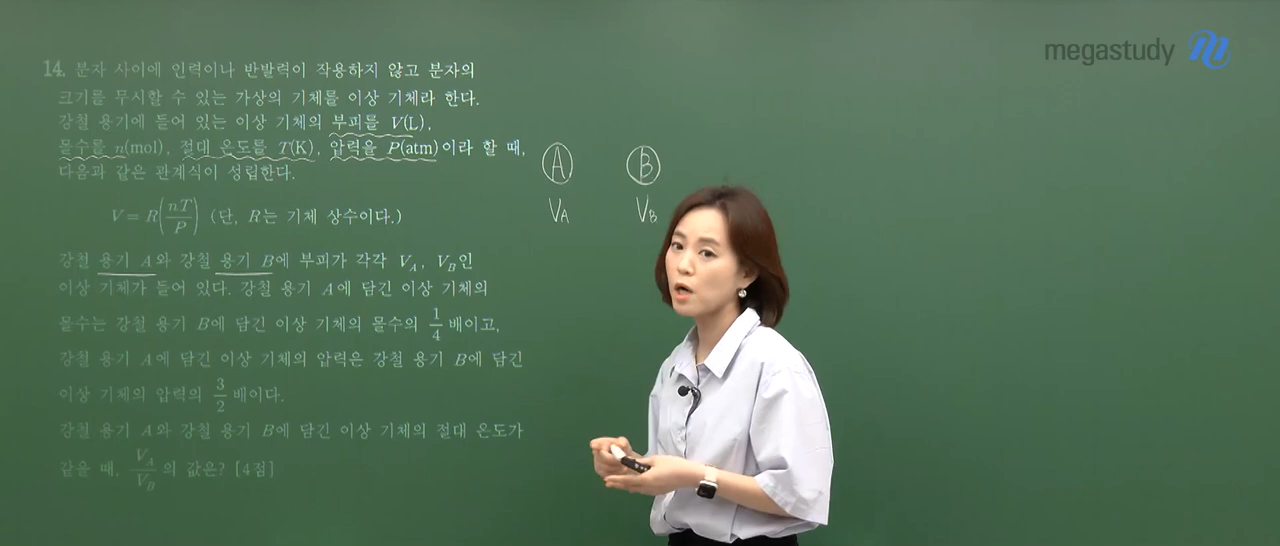 megastudy
14. 분자 사이에 인력이나 반발력이 작용하지 않고 분자의
크기를 무시할 수 있는 가상의 기체를 이상 기체라 한다.
강철 용기에 들어 있는 이상 기체의 부피를 V(L),
몰수를 n(mol), 절대 온도를 T(K), 압력을 P(atm)이라 할 때,
다음과 같은 관계식이 성립한다.
V = R(nT/P) (단, R는 기체 상수이다.)
강철 용기 A와 강철 용기 B에 부피가 각각 V_A, V_B인
이상 기체가 들어 있다. 강철 용기 A에 담긴 이상 기체의
몰수는 강철 용기 B에 담긴 이상 기체의 몰수의 1/4 배이고,
강철 용기 A에 담긴 이상 기체의 압력은 강철 용기 B에 담긴
이상 기체의 압력의 3/2 배이다.
강철 용기 A와 강철 용기 B에 담긴 이상 기체의 절대 온도가
같을 때, V_A/V_B 의 값은? [4점]
A B
V_A V_B